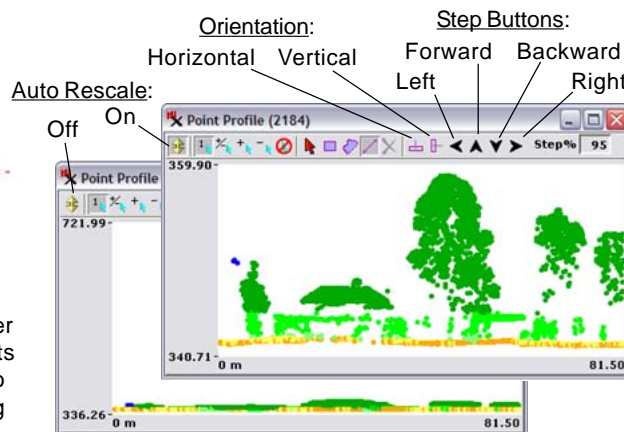 Orientation:
Step Buttons:
Horizontal Vertical
Forward Backward
Left Right
Auto Rescale:
Off On
Point Profile (2184)
Step% 95
359.90
340.71
0 m 81.50
Point Profile
721.99
336.26
0 m 81.50
er
ts
o
g